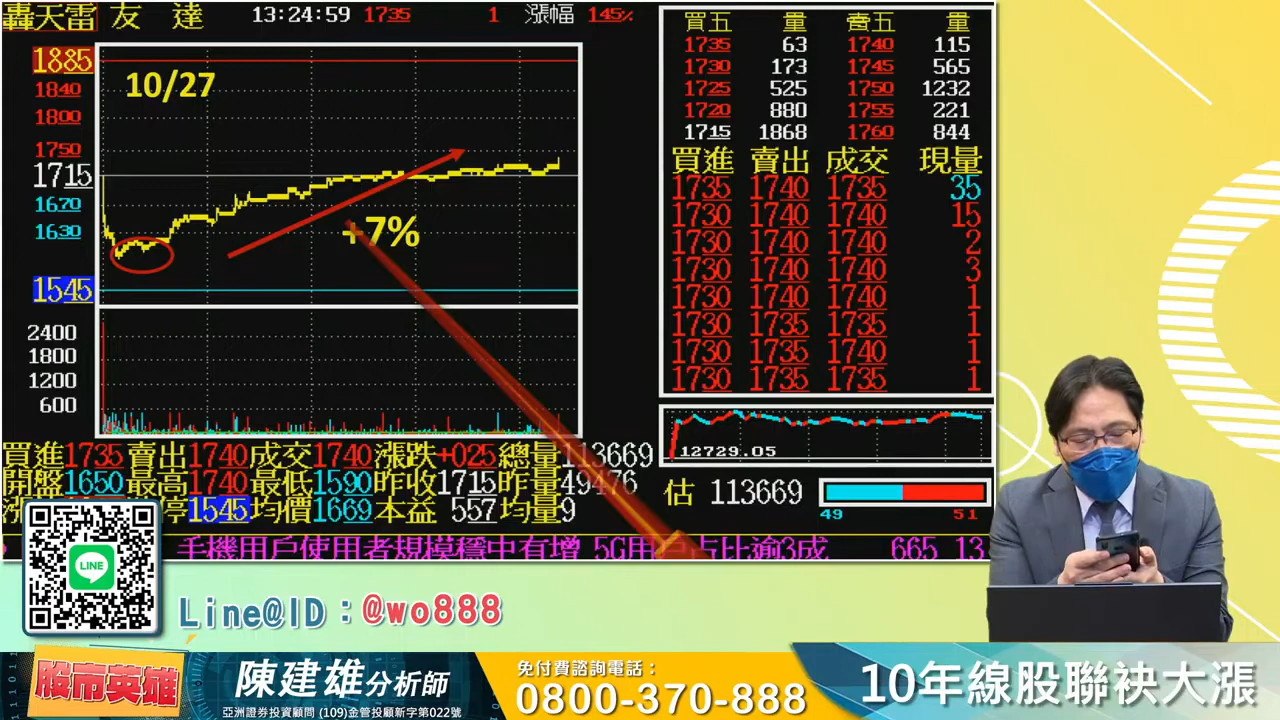 轟天雷 友 達 13:24:59 1735 1 漲幅 1.45%
1885
1840
1800
1750
1715
1670
1630
1545
10/27
+7%
2400
1800
1200
600
買五 量 賣五 量
1735 63 1740 115
1730 173 1745 565
1725 525 1750 1232
1720 880 1755 221
1715 1868 1760 844
買進 賣出 成交 現量
1735 1740 1735 35
1730 1740 1740 15
1730 1740 1740 2
1730 1740 1740 3
1730 1740 1740 1
1730 1735 1735 1
1730 1735 1740 1
1730 1735 1735 1
12729.05
買進1735賣出1740成交1740漲跌+025總量113669
開盤1650最高1740最低1590昨收1715昨量49476
停1545均價1669本益 557均量9
估 113669
49 51
手機用戶使用者規模穩中有增 5G用戶占比逾3成 665 13
LINE
Line@ID：@wo888
股市英雄
陳建雄分析師
亞洲證券投資顧問 (109)金管投顧新字第022號
免付費諮詢電話：
0800-370-888
10年線股聯袂大漲